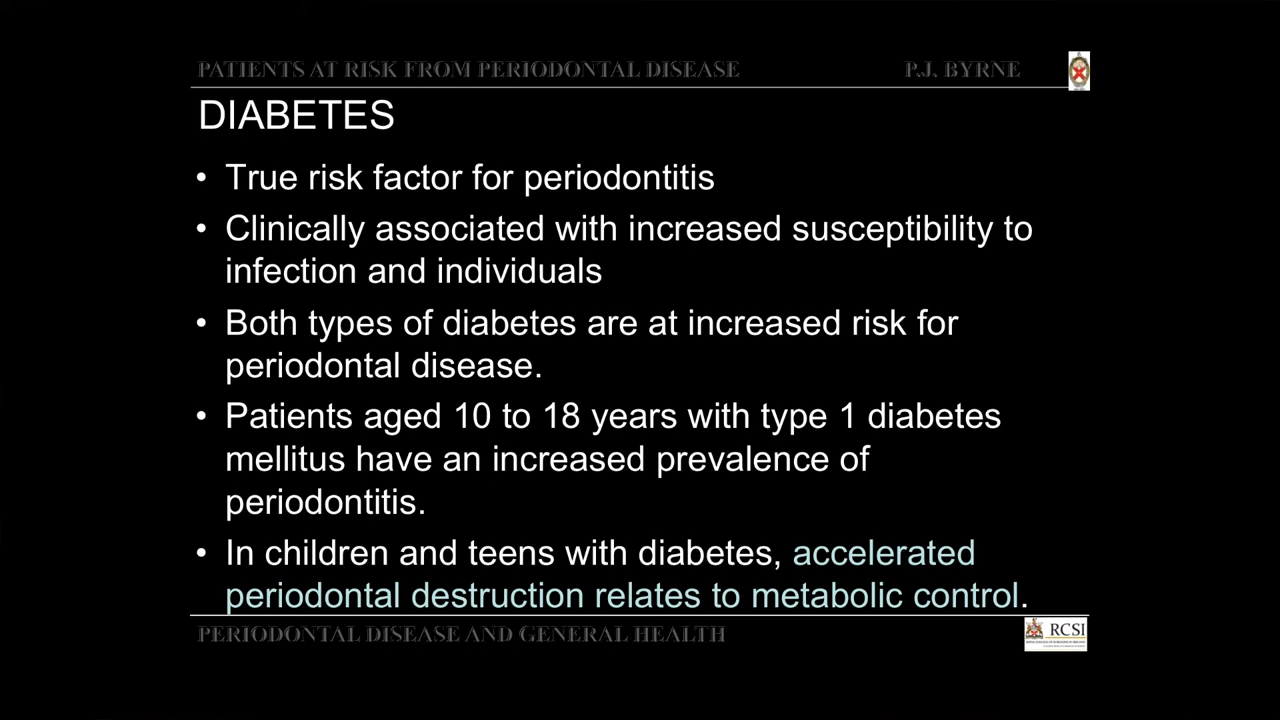 PATIENTS AT RISK FROM PERIODONTAL DISEASE P.J. BYRNE
DIABETES
• True risk factor for periodontitis
• Clinically associated with increased susceptibility to
infection and individuals
• Both types of diabetes are at increased risk for
periodontal disease.
• Patients aged 10 to 18 years with type 1 diabetes
mellitus have an increased prevalence of
periodontitis.
• In children and teens with diabetes, accelerated
periodontal destruction relates to metabolic control.
PERIODONTAL DISEASE AND GENERAL HEALTH
RCSI